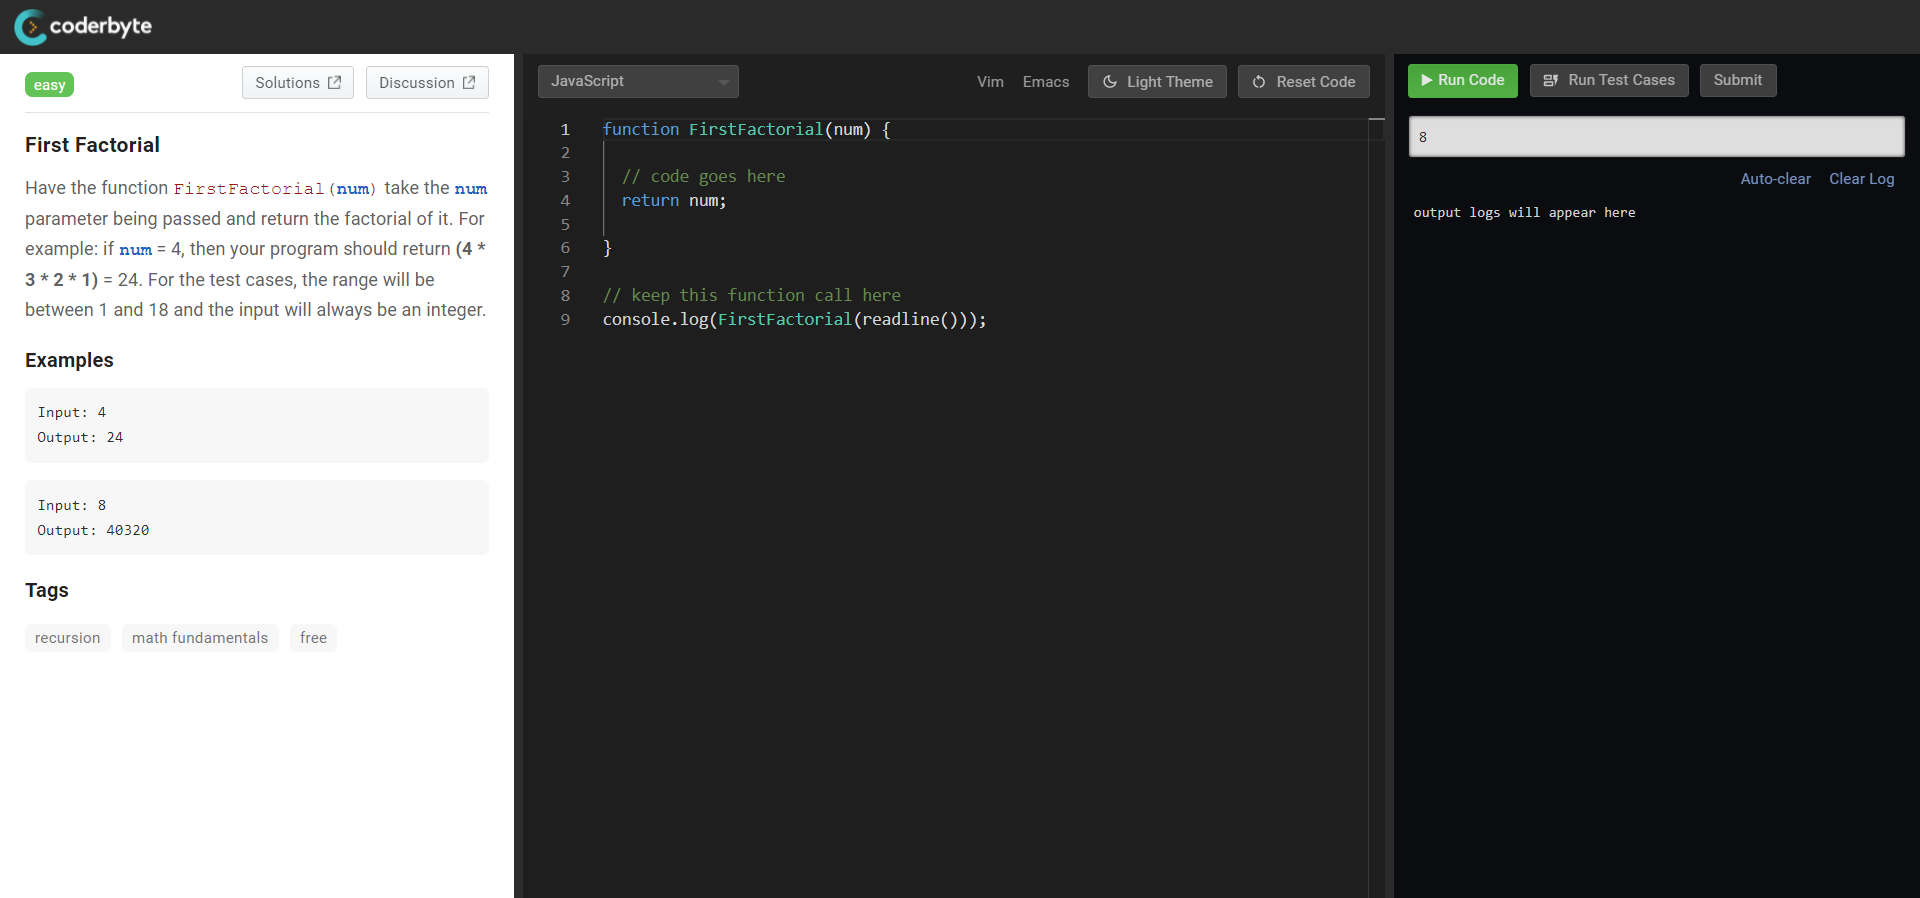 coderbyte
easy
Solutions
Discussion
First Factorial
Have the function FirstFactorial(num) take the num
parameter being passed and return the factorial of it. For
example: if num = 4, then your program should return (4 *
3 * 2 * 1) = 24. For the test cases, the range will be
between 1 and 18 and the input will always be an integer.
Examples
Input: 4
Output: 24
Input: 8
Output: 40320
Tags
recursion
math fundamentals
free
JavaScript
Vim
Emacs
Light Theme
Reset Code
1 function FirstFactorial(num) {
2
3 // code goes here
4 return num;
5
6 }
7
8 // keep this function call here
9 console.log(FirstFactorial(readline()));
Run Code
Run Test Cases
Submit
8
Auto-clear
Clear Log
output logs will appear here